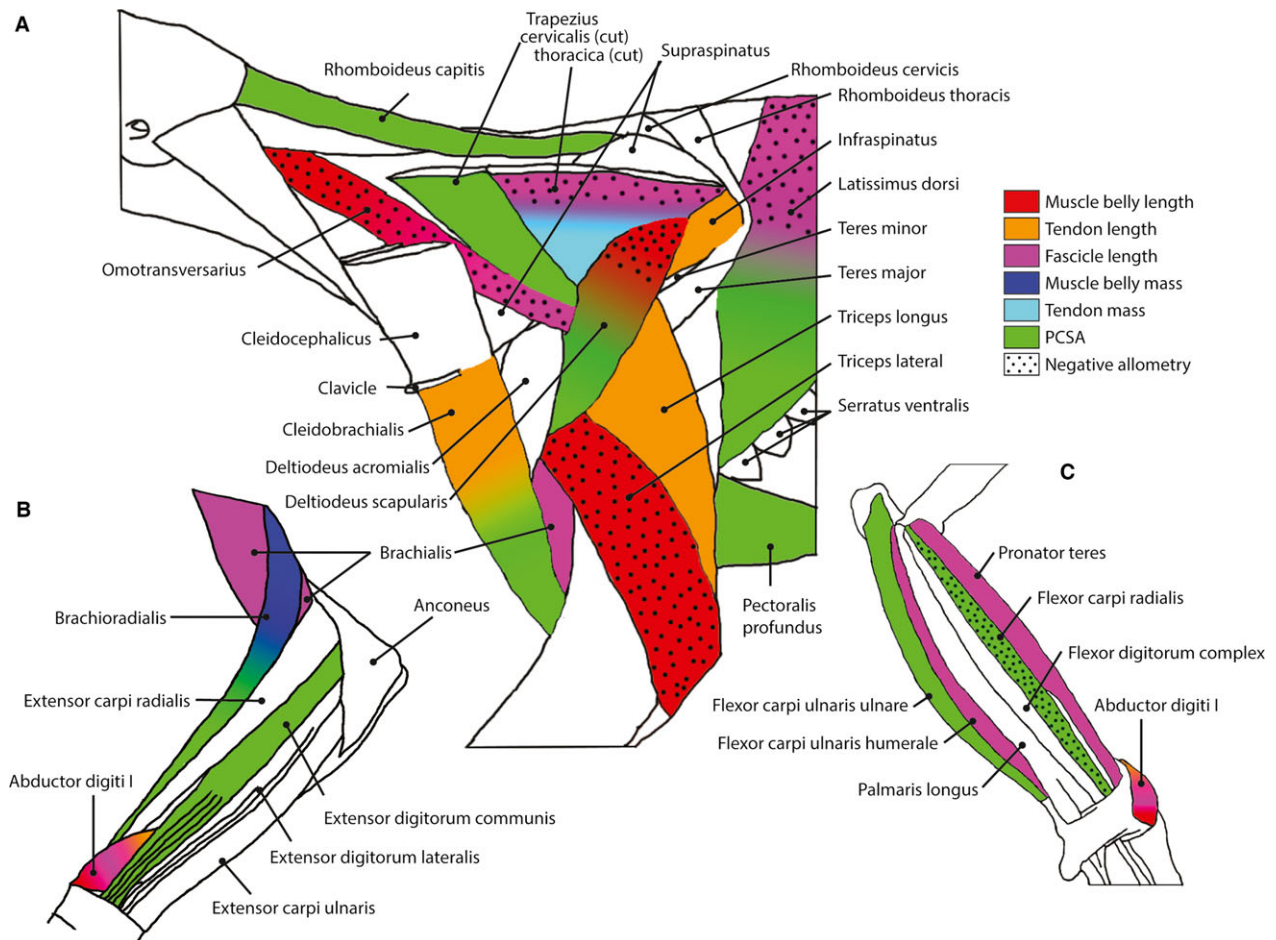 A
Trapezius
cervicalis (cut)
thoracica (cut)
Supraspinatus
Rhomboideus capitis
Rhomboideus cervicis
Rhomboideus thoracis
Infraspinatus
Latissimus dorsi
Teres minor
Teres major
Triceps longus
Triceps lateral
Serratus ventralis
Omotransversarius
Cleidocephalicus
Clavicle
Cleidobrachialis
Deltiodeus acromialis
Deltiodeus scapularis
Pectoralis
profundus
Muscle belly length
Tendon length
Fascicle length
Muscle belly mass
Tendon mass
PCSA
Negative allometry
B
Brachialis
Anconeus
Brachioradialis
Extensor carpi radialis
Abductor digiti I
Extensor digitorum communis
Extensor digitorum lateralis
Extensor carpi ulnaris
C
Pronator teres
Flexor carpi radialis
Flexor digitorum complex
Abductor digiti I
Flexor carpi ulnaris ulnare
Flexor carpi ulnaris humerale
Palmaris longus